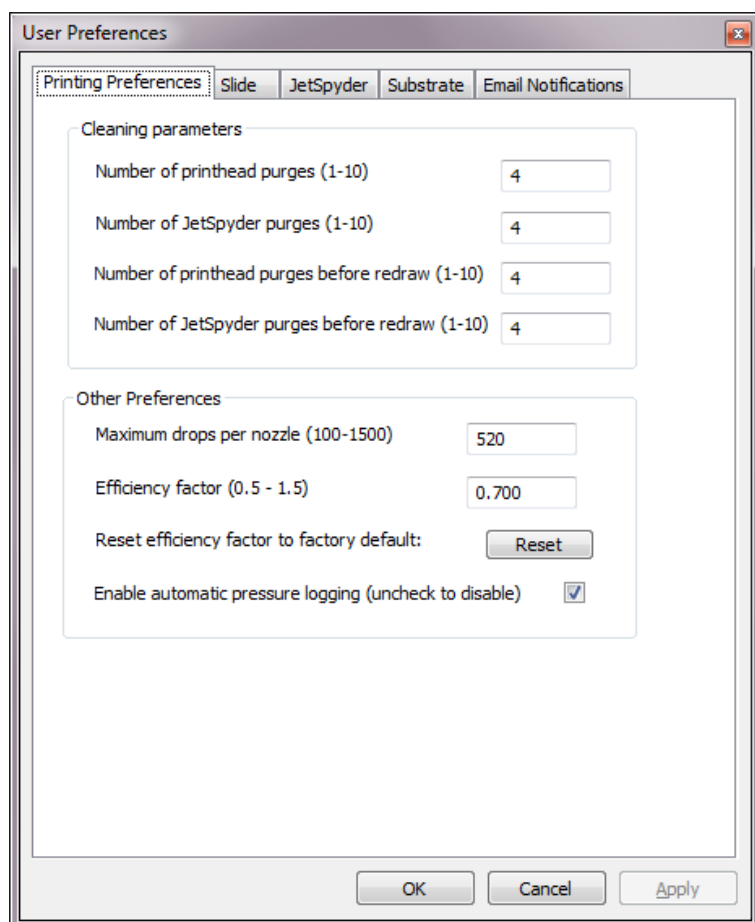 User Preferences
Printing Preferences Slide JetSpyder Substrate Email Notifications
Cleaning parameters
Number of printhead purges (1-10) 4
Number of JetSpyder purges (1-10) 4
Number of printhead purges before redraw (1-10) 4
Number of JetSpyder purges before redraw (1-10) 4
Other Preferences
Maximum drops per nozzle (100-1500) 520
Efficiency factor (0.5 - 1.5) 0.700
Reset efficiency factor to factory default: Reset
Enable automatic pressure logging (uncheck to disable)
OK Cancel Apply